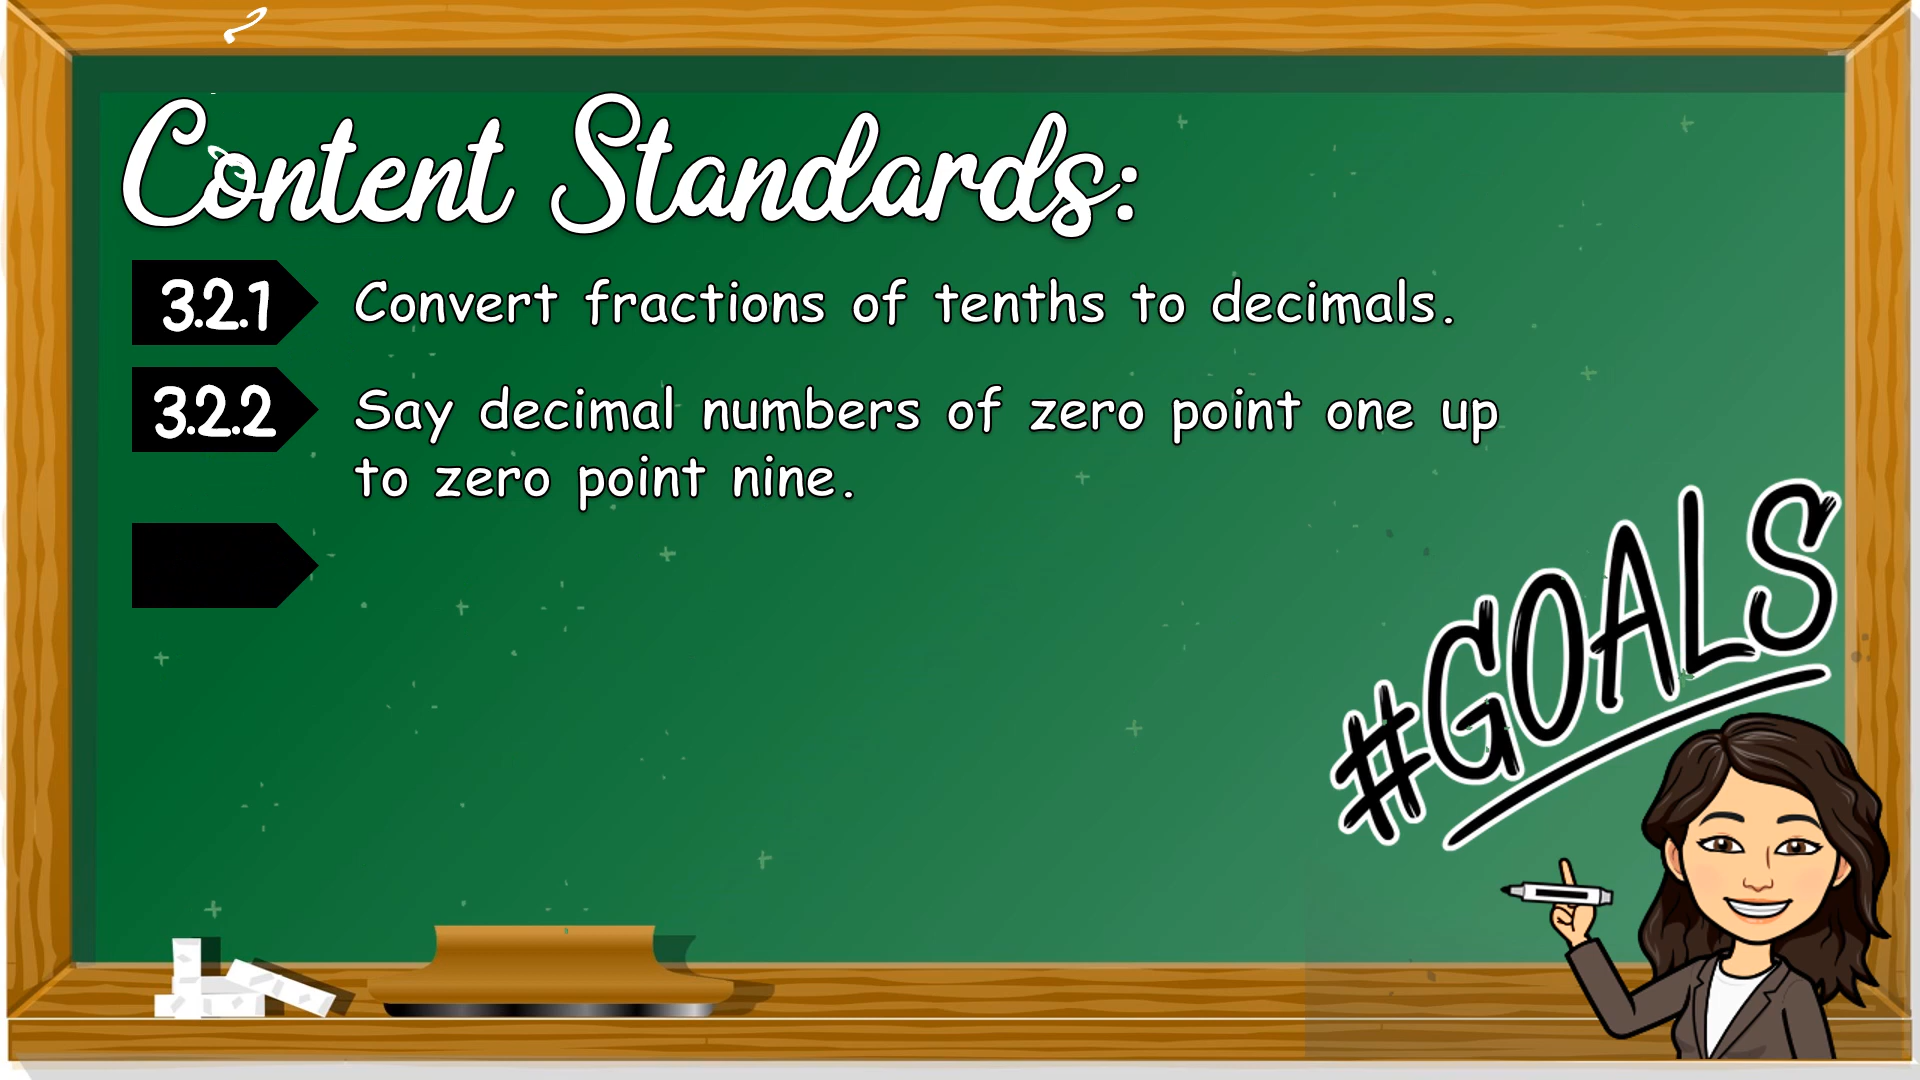 Content Standards:
3.2.1 Convert fractions of tenths to decimals.
3.2.2 Say decimal numbers of zero point one up
to zero point nine.
#GOALS